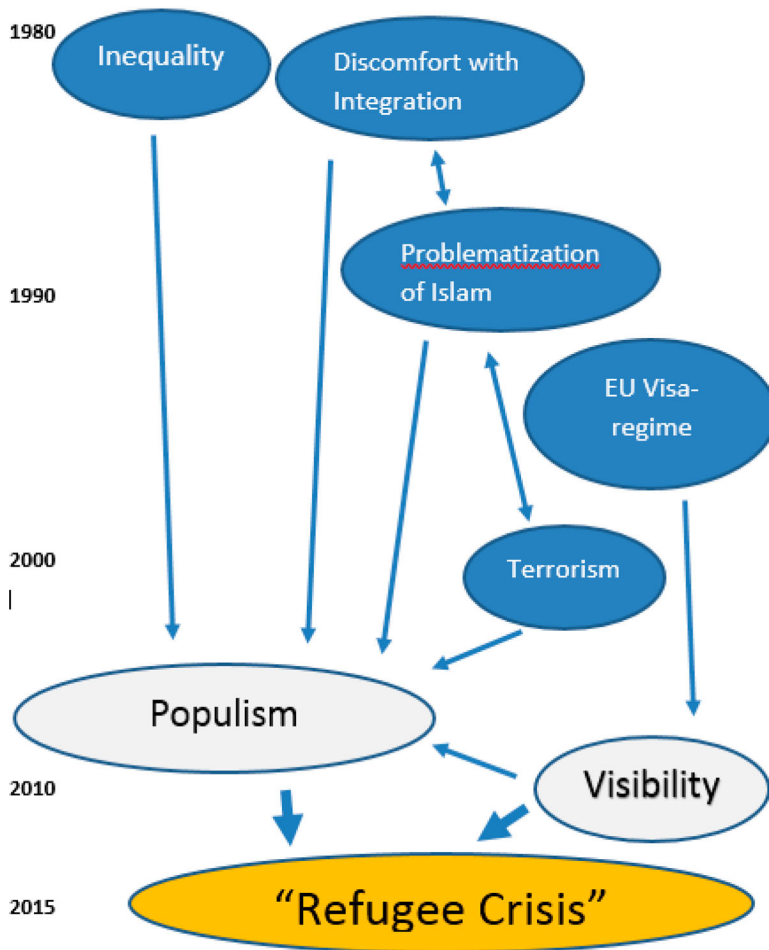 1980
Inequality
Discomfort with
Integration
Problematization
of Islam
1990
EU Visa-
regime
2000
Terrorism
Populism
2010
Visibility
2015
“Refugee Crisis”